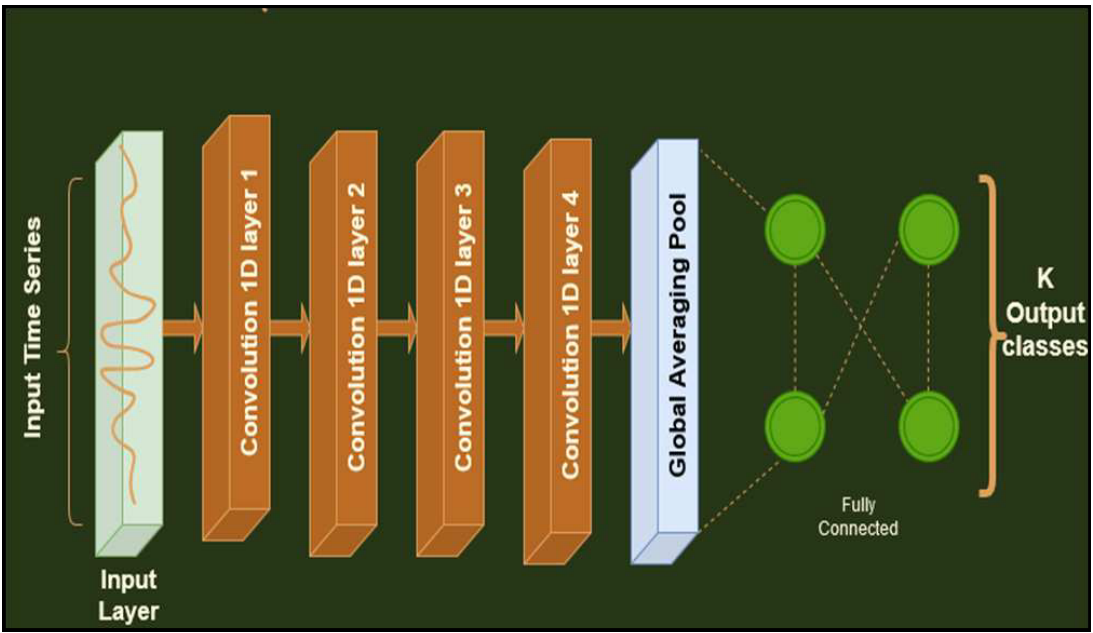 Input Time Series
Input
Layer
Convolution 1D layer 1
Convolution 1D layer 2
Convolution 1D layer 3
Convolution 1D layer 4
Global Averaging Pool
Fully
Connected
K
Output
classes